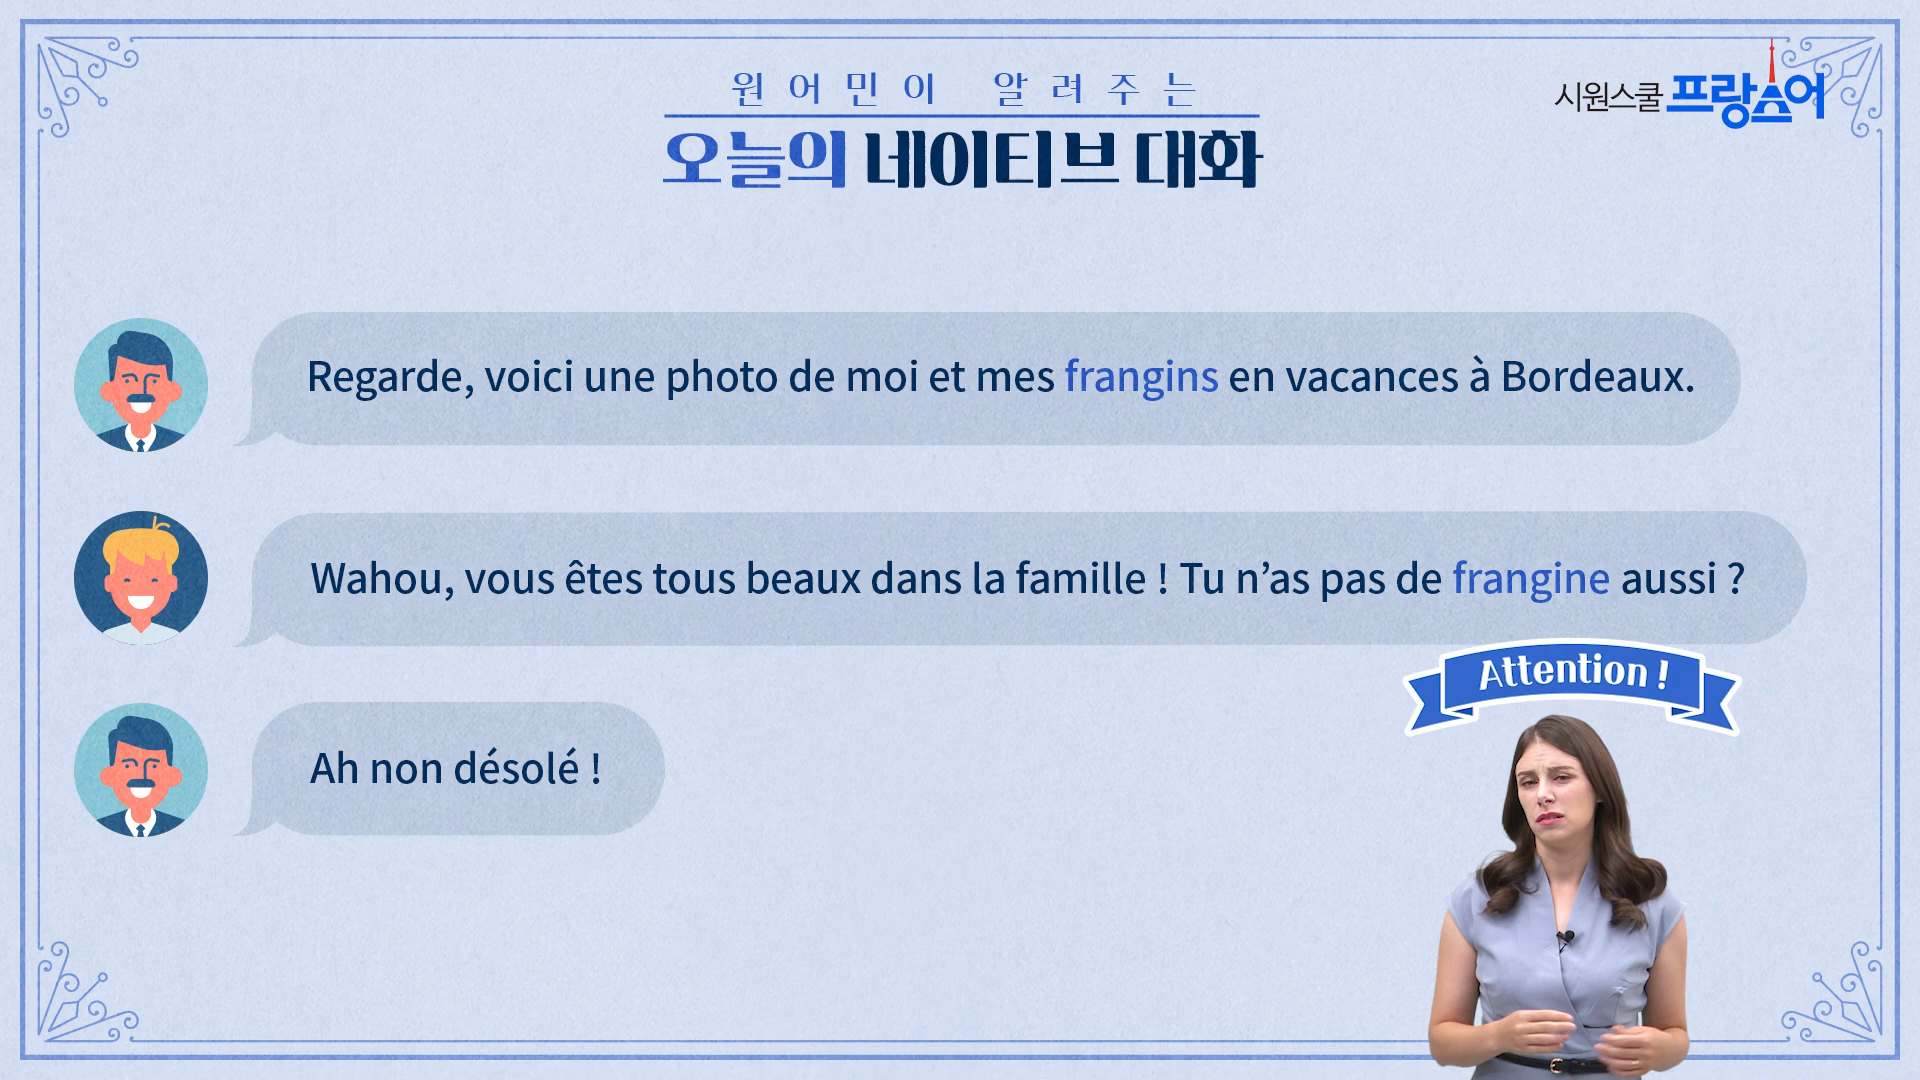 원어민이 알려주는
시원스쿨 프랑스어
오늘의 네이티브 대화
Regarde, voici une photo de moi et mes frangins en vacances à Bordeaux.
Wahou, vous êtes tous beaux dans la famille ! Tu n’as pas de frangine aussi ?
Attention !
Ah non désolé !